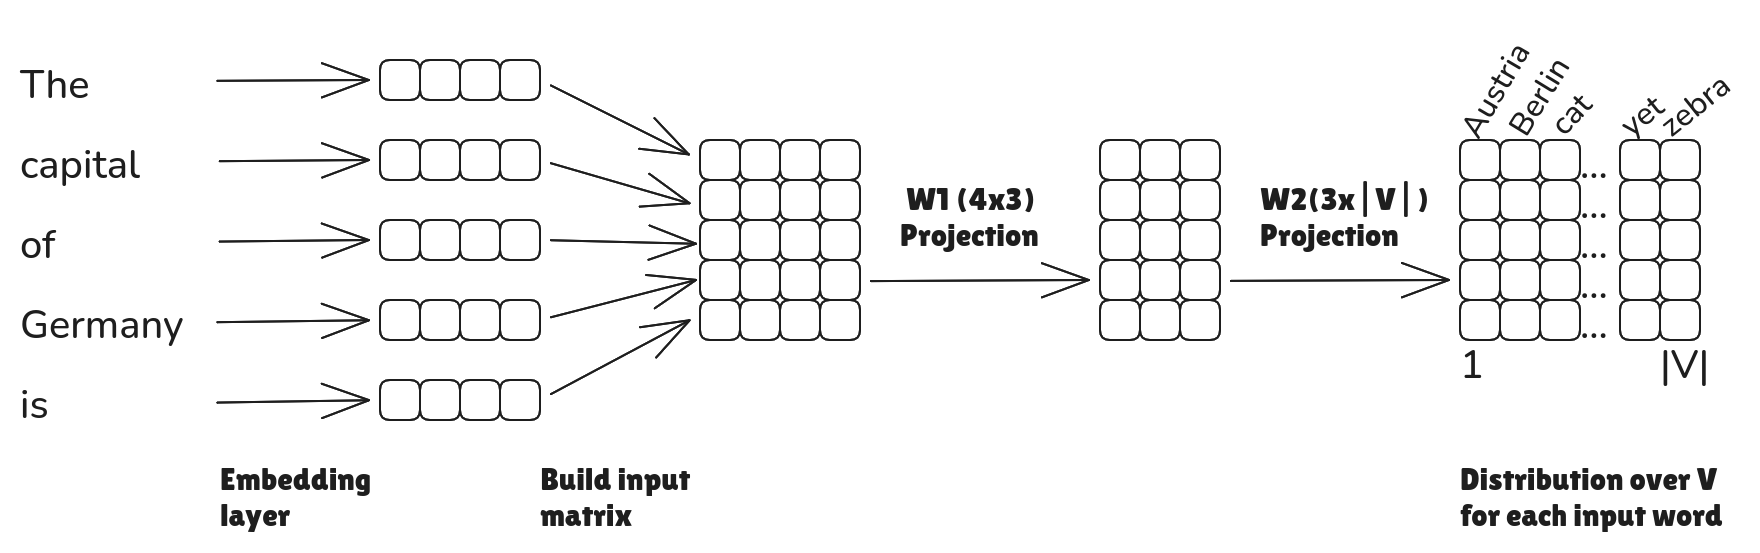 The
capital
of
Germany
is
Embedding
layer
Build input
matrix
W1 (4x3)
Projection
W2(3x|V|)
Projection
Austria
Berlin
cat
yet
zebra
...
...
...
...
...
1
|V|
Distribution over V
for each input word